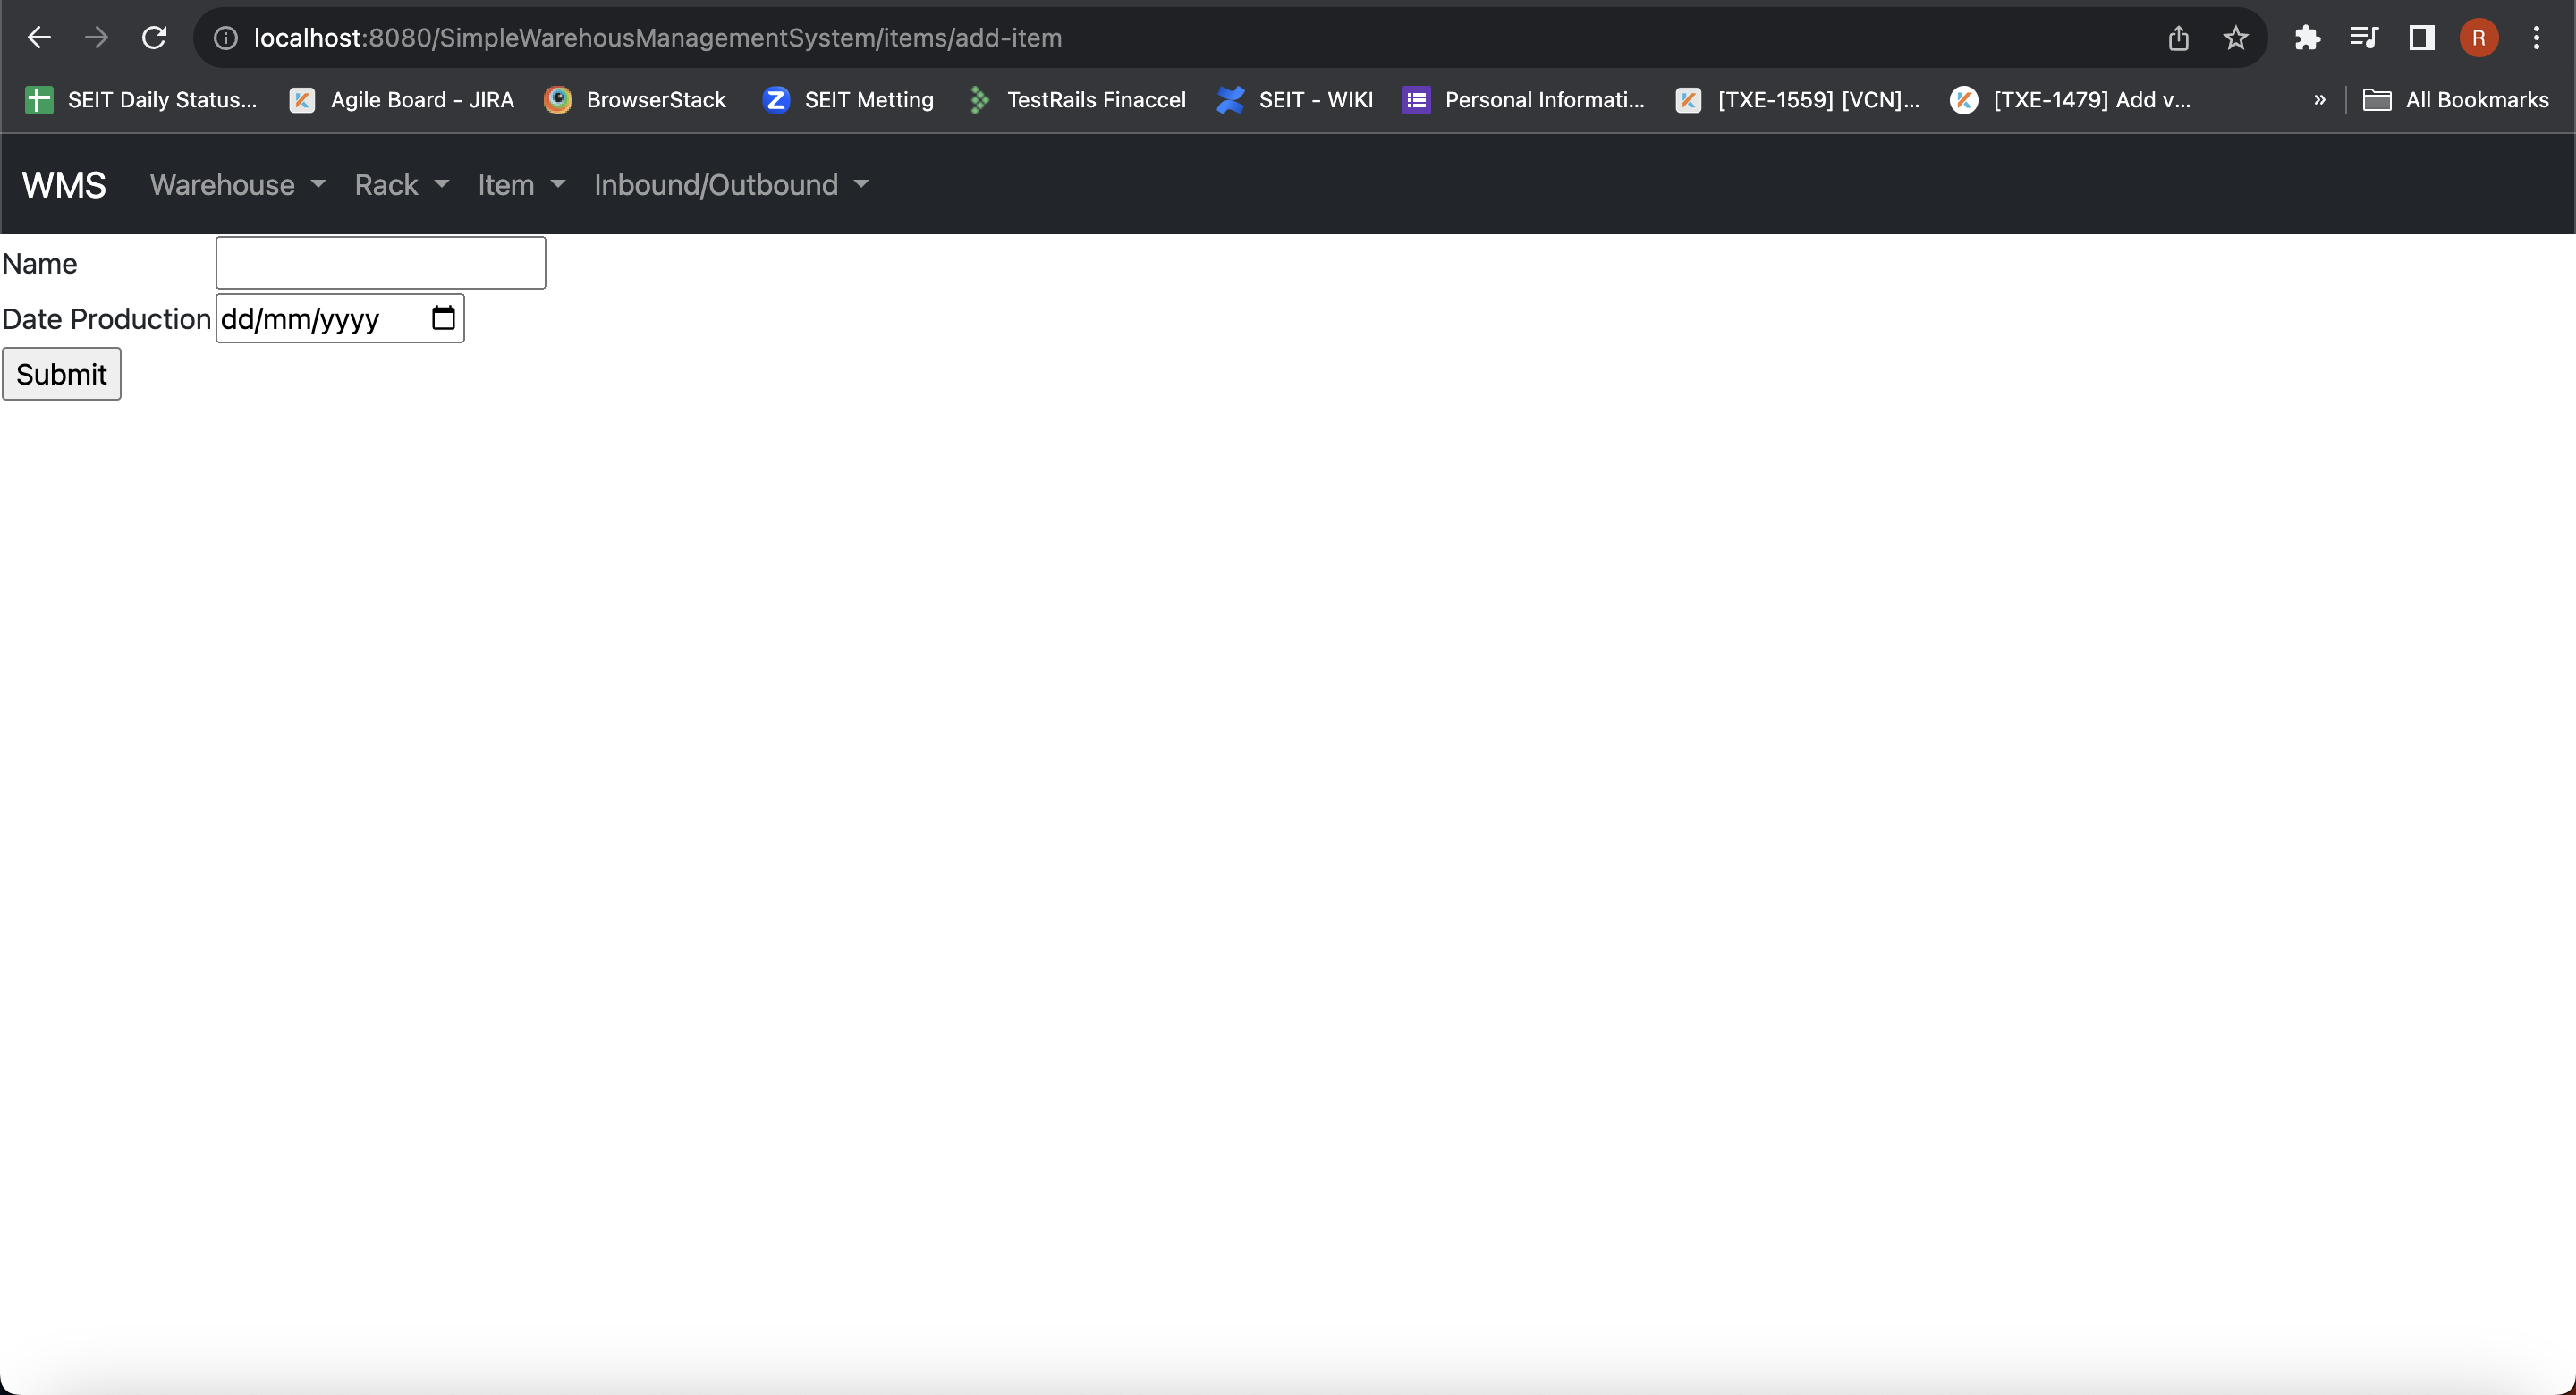 localhost:8080/SimpleWarehousManagementSystem/items/add-item
R
SEIT Daily Status... Agile Board - JIRA BrowserStack SEIT Metting TestRails Finaccel SEIT - WIKI Personal Informati... [TXE-1559] [VCN]... [TXE-1479] Add v... » All Bookmarks
WMS Warehouse Rack Item Inbound/Outbound
Name
Date Production dd/mm/yyyy
Submit